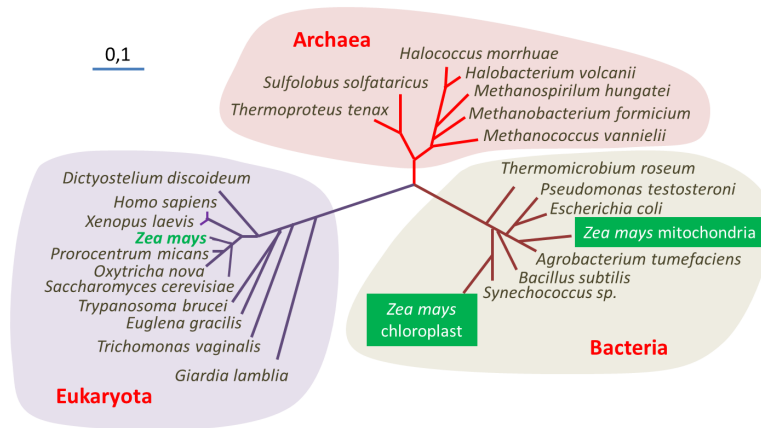 0,1
Archaea
Halococcus morrhuae
Halobacterium volcanii
Sulfolobus solfataricus
Methanospirilum hungatei
Thermoproteus tenax
Methanobacterium formicium
Methanococcus vannielii
Dictyostelium discoideum
Homo sapiens
Xenopus laevis
Zea mays
Prorocentrum micans
Oxytricha nova
Saccharomyces cerevisiae
Trypanosoma brucei
Euglena gracilis
Trichomonas vaginalis
Giardia lamblia
Eukaryota
Thermomicrobium roseum
Pseudomonas testosteroni
Escherichia coli
Zea mays mitochondria
Agrobacterium tumefaciens
Bacillus subtilis
Synechococcus sp.
Zea mays
chloroplast
Bacteria